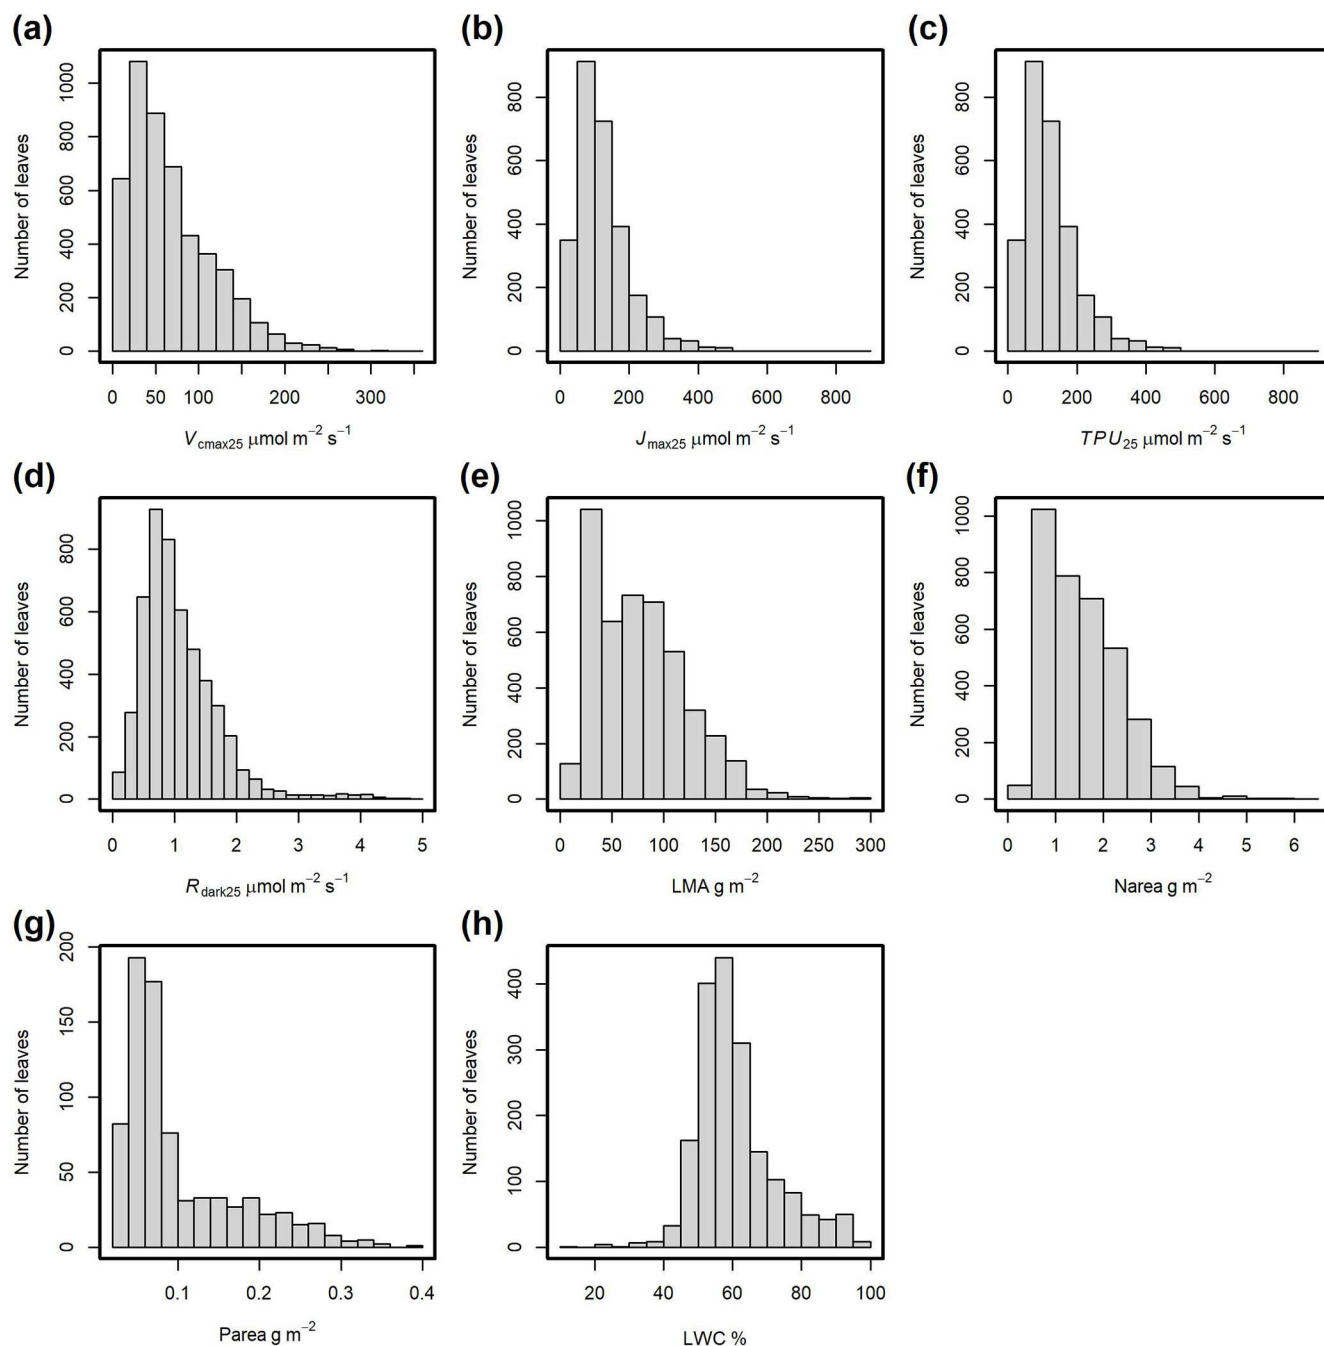 (a)
Number of leaves
0 200 400 600 800 1000
0 50 100 200 300
Vcmax25 μmol m−2 s−1
(b)
Number of leaves
0 200 400 600 800
0 200 400 600 800
Jmax25 μmol m−2 s−1
(c)
Number of leaves
0 200 400 600 800
0 200 400 600 800
TPU25 μmol m−2 s−1
(d)
Number of leaves
0 200 400 600 800
0 1 2 3 4 5
Rdark25 μmol m−2 s−1
(e)
Number of leaves
0 200 400 600 800 1000
0 50 100 150 200 250 300
LMA g m−2
(f)
Number of leaves
0 200 400 600 800 1000
0 1 2 3 4 5 6
Narea g m−2
(g)
Number of leaves
0 50 100 150 200
0.1 0.2 0.3 0.4
Parea g m−2
(h)
Number of leaves
0 100 200 300 400
20 40 60 80 100
LWC %